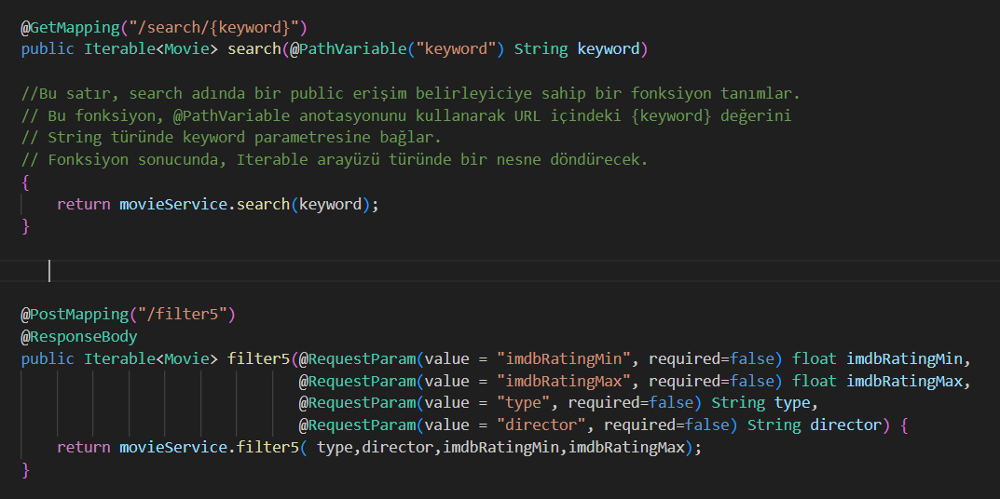 @GetMapping("/search/{keyword}")
public Iterable<Movie> search(@PathVariable("keyword") String keyword)
//Bu satır, search adında bir public erişim belirleyiciye sahip bir fonksiyon tanımlar.
// Bu fonksiyon, @PathVariable anotasyonunu kullanarak URL içindeki {keyword} değerini
// String türünde keyword parametresine bağlar.
// Fonksiyon sonucunda, Iterable arayüzü türünde bir nesne döndürecek.
{
    return movieService.search(keyword);
}
@PostMapping("/filter5")
@ResponseBody
public Iterable<Movie> filter5(@RequestParam(value = "imdbRatingMin", required=false) float imdbRatingMin,
                               @RequestParam(value = "imdbRatingMax", required=false) float imdbRatingMax,
                               @RequestParam(value = "type", required=false) String type,
                               @RequestParam(value = "director", required=false) String director) {
    return movieService.filter5( type,director,imdbRatingMin,imdbRatingMax);
}